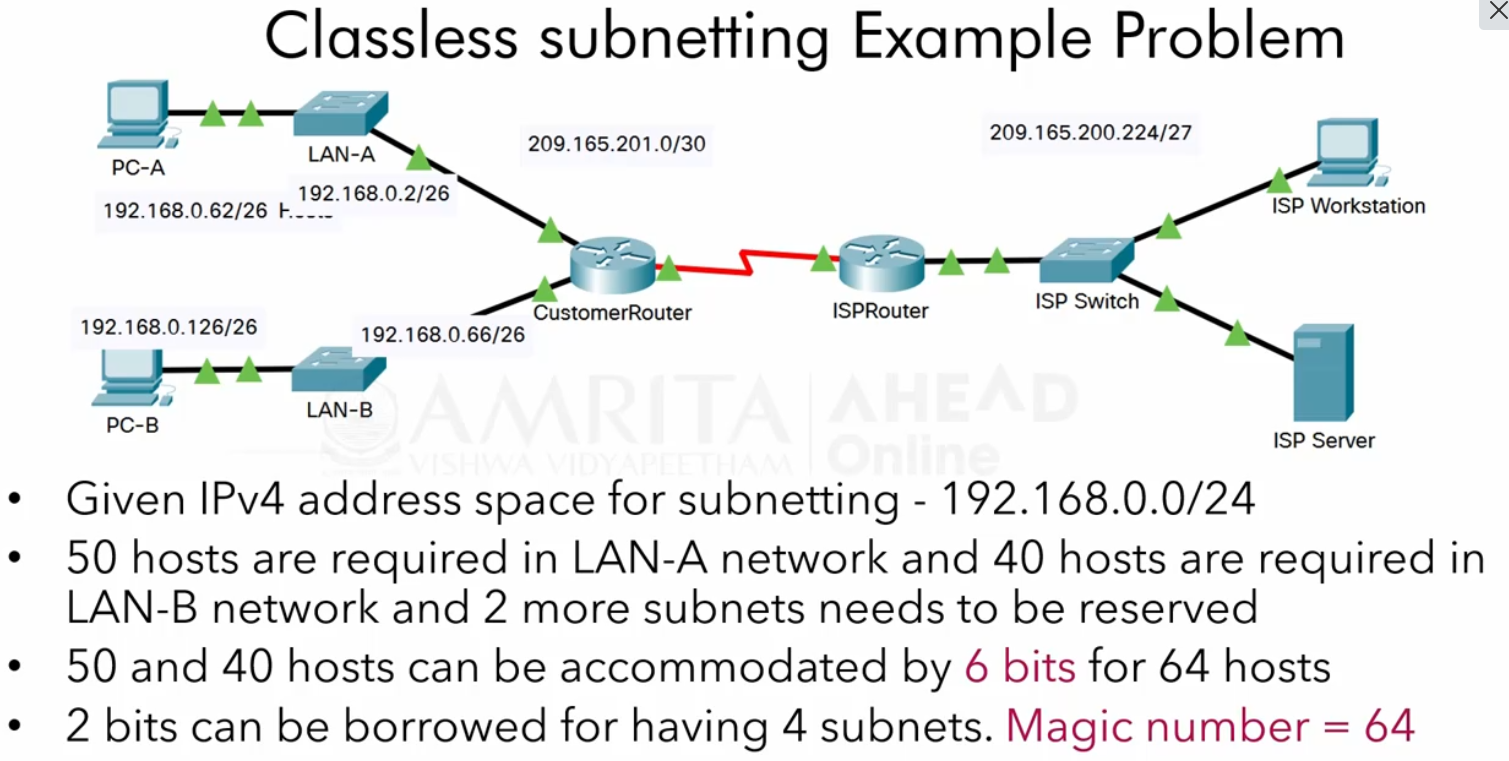 Classless subnetting Example Problem
PC-A
LAN-A
192.168.0.62/26
192.168.0.2/26
209.165.201.0/30
209.165.200.224/27
ISP Workstation
CustomerRouter
ISPRouter
ISP Switch
192.168.0.126/26
192.168.0.66/26
PC-B
LAN-B
ISP Server
AMRITA
VISHWA VIDYAPEETHAM
AHEAD
Online
• Given IPv4 address space for subnetting - 192.168.0.0/24
• 50 hosts are required in LAN-A network and 40 hosts are required in
LAN-B network and 2 more subnets needs to be reserved
• 50 and 40 hosts can be accommodated by 6 bits for 64 hosts
• 2 bits can be borrowed for having 4 subnets. Magic number = 64